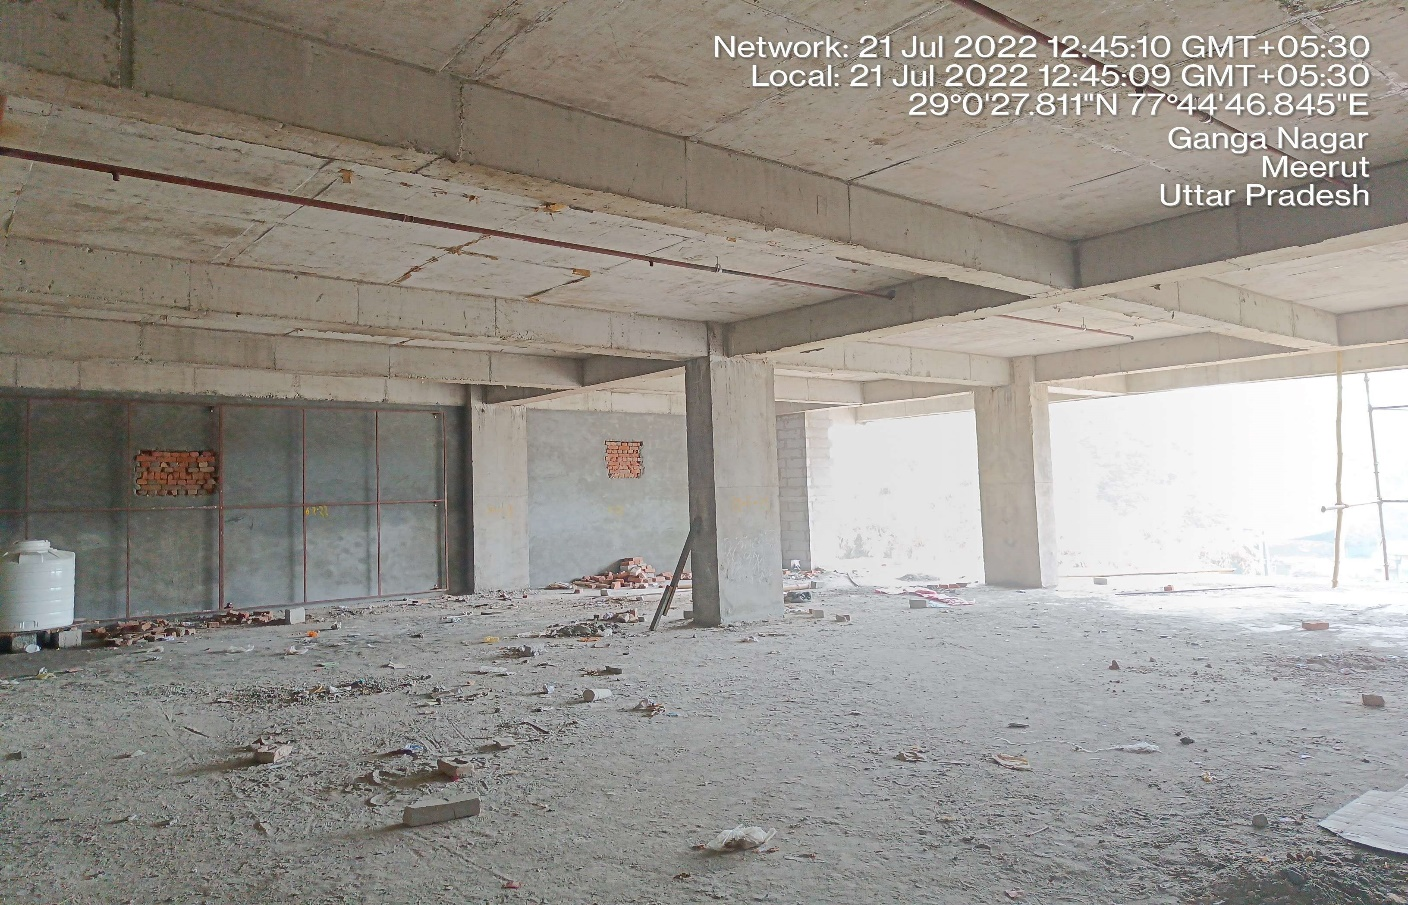 Network: 21 Jul 2022 12:45:10 GMT+05:30
Local: 21 Jul 2022 12:45:09 GMT+05:30
29°0'27.811"N 77°44'46.845"E
Ganga Nagar
Meerut
Uttar Pradesh